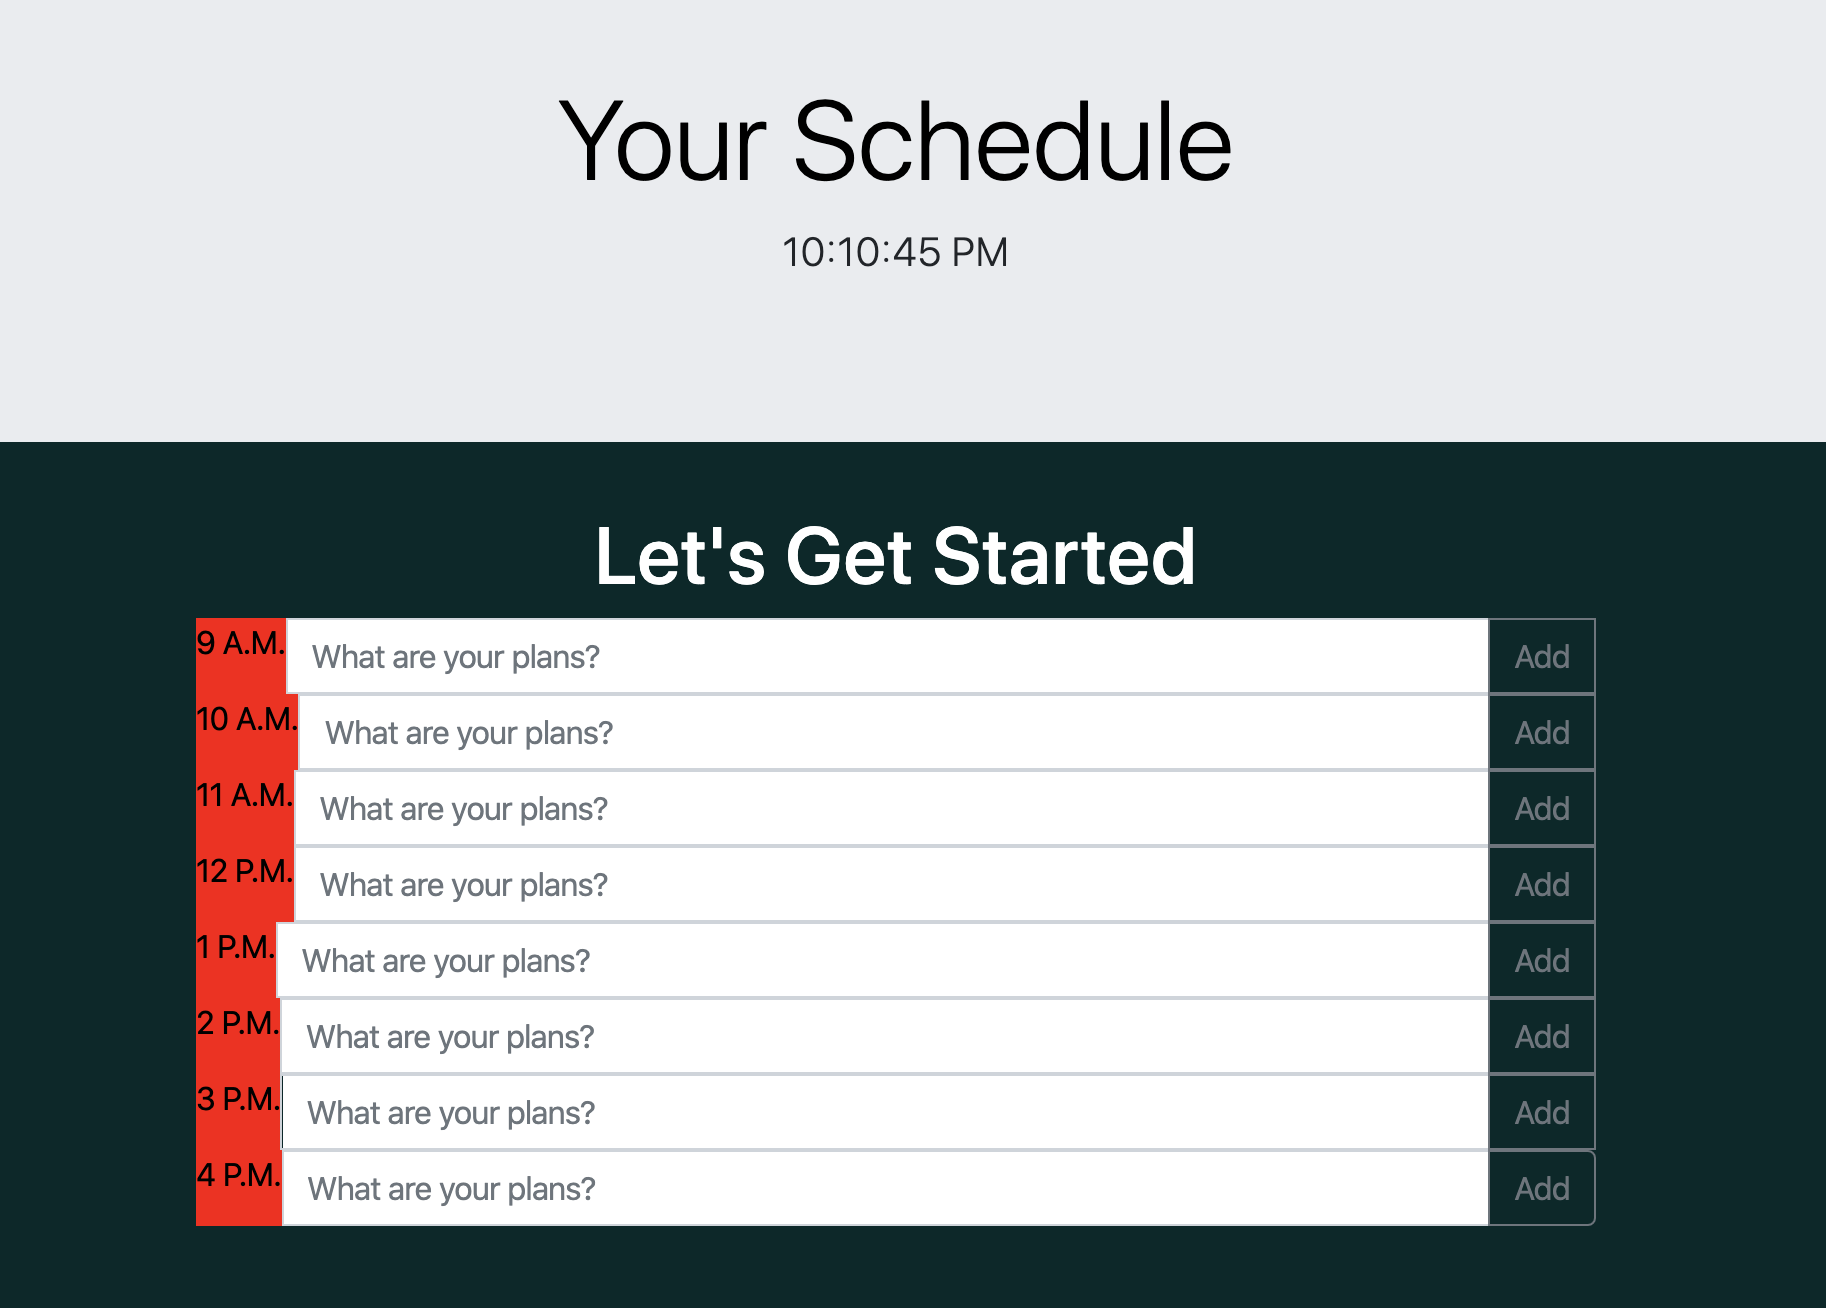 Your Schedule
10:10:45 PM
Let's Get Started
9 A.M. What are your plans? Add
10 A.M. What are your plans? Add
11 A.M. What are your plans? Add
12 P.M. What are your plans? Add
1 P.M. What are your plans? Add
2 P.M. What are your plans? Add
3 P.M. What are your plans? Add
4 P.M. What are your plans? Add